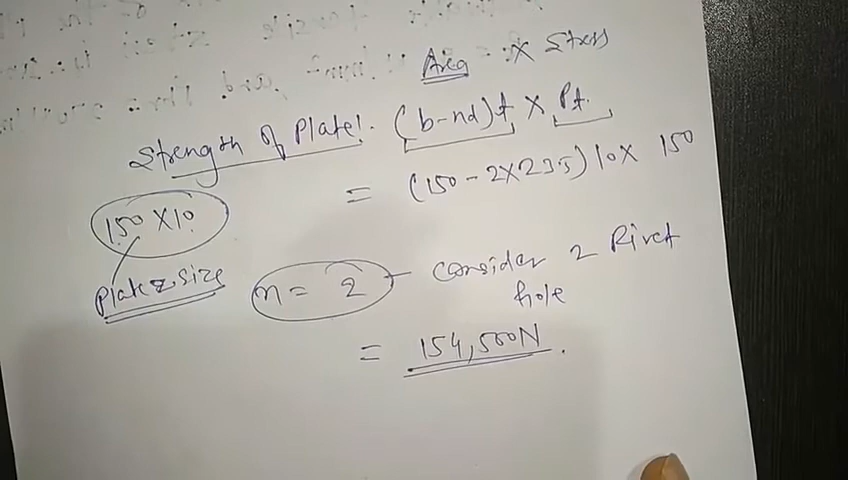 Area = X Stress
Strength of Plate:- (b-nd)t X Pt.
= (150 - 2X23.5) 10 X 150
150 X 10
Plate size
n = 2 - consider 2 Rivet
hole
= 154,500N.